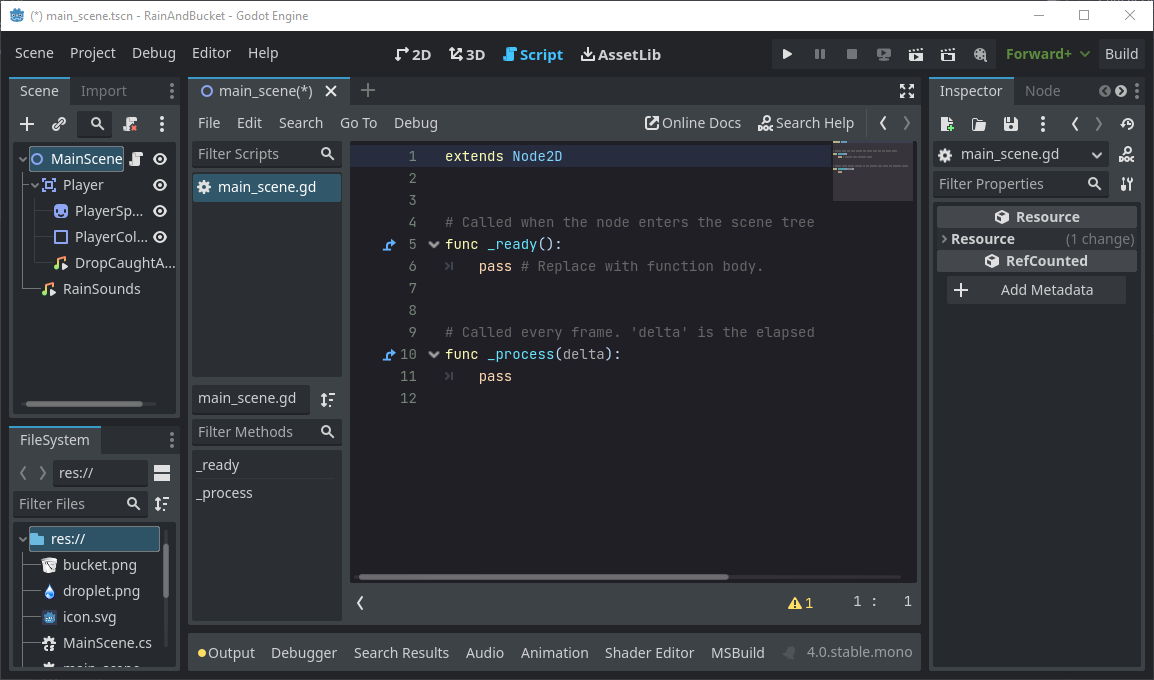 (*) main_scene.tscn - RainAndBucket - Godot Engine
Scene Project Debug Editor Help
2D 3D Script AssetLib
Forward+ Build
Scene Import
MainScene
Player
PlayerSp...
PlayerCol...
DropCaughtA...
RainSounds
FileSystem
res://
Filter Files
res://
bucket.png
droplet.png
icon.svg
MainScene.cs
main_scene(*)
File Edit Search Go To Debug
Online Docs Search Help
Filter Scripts
main_scene.gd
main_scene.gd
Filter Methods
_ready
_process
1 extends Node2D
2
3
4 # Called when the node enters the scene tree
5 func _ready():
6 pass # Replace with function body.
7
8
9 # Called every frame. 'delta' is the elapsed
10 func _process(delta):
11 pass
12
1 1 : 1
Output Debugger Search Results Audio Animation Shader Editor MSBuild 4.0.stable.mono
Inspector Node
main_scene.gd
DOC
Filter Properties
Resource
Resource (1 change)
RefCounted
Add Metadata